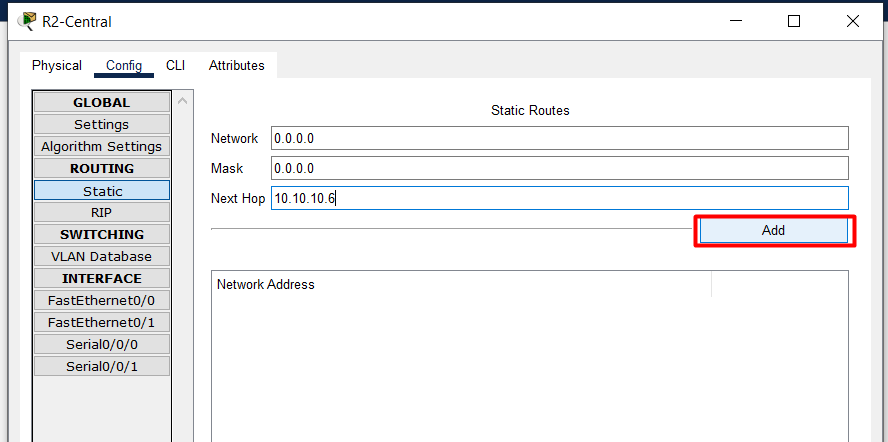 R2-Central
Physical Config CLI Attributes
GLOBAL
Settings
Algorithm Settings
ROUTING
Static
RIP
SWITCHING
VLAN Database
INTERFACE
FastEthernet0/0
FastEthernet0/1
Serial0/0/0
Serial0/0/1
Static Routes
Network 0.0.0.0
Mask 0.0.0.0
Next Hop 10.10.10.6
Add
Network Address